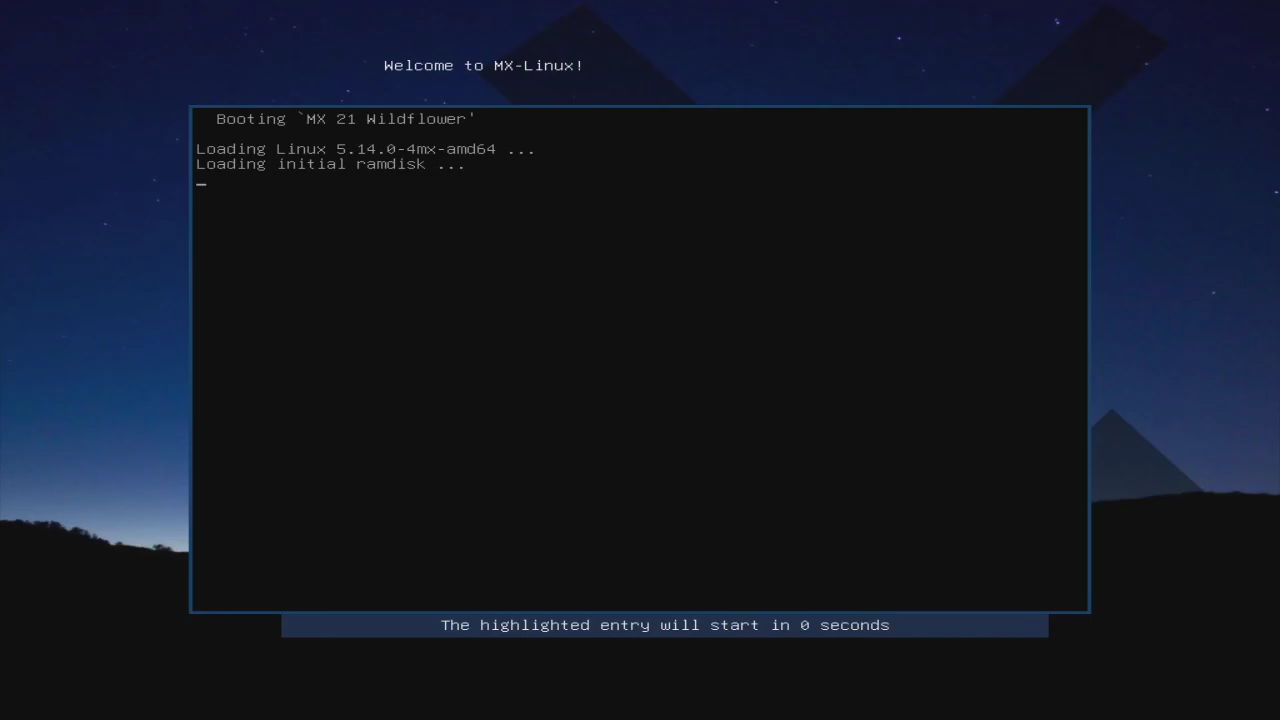 Welcome to MX-Linux!
Booting `MX 21 Wildflower'
Loading Linux 5.14.0-4mx-amd64 ...
Loading initial ramdisk ...
The highlighted entry will start in 0 seconds